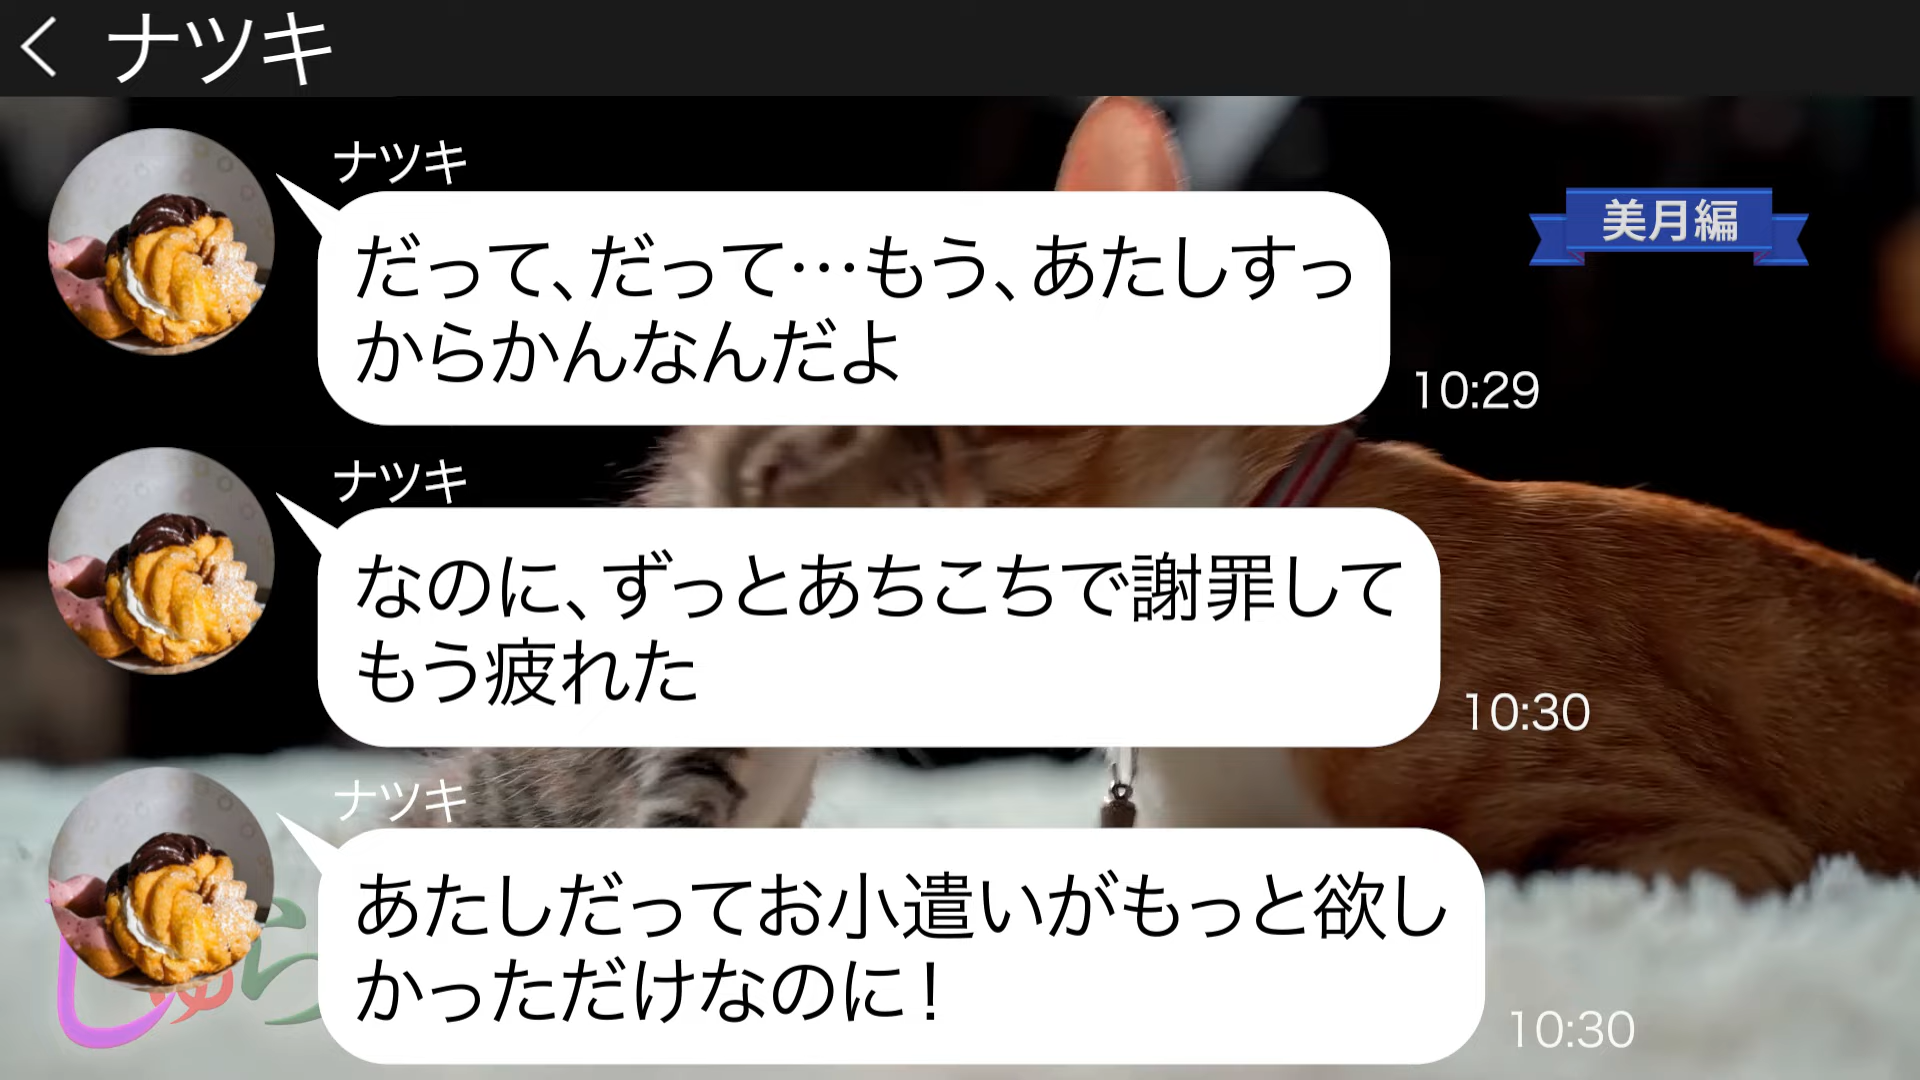 ナツキ
ナツキ
美月編
だって、だって…もう、あたしすっ
からかんなんだよ
10:29
ナツキ
なのに、ずっとあちこちで謝罪して
もう疲れた
10:30
ナツキ
あたしだってお小遣いがもっと欲し
かっただけなのに!
10:30
しゅら